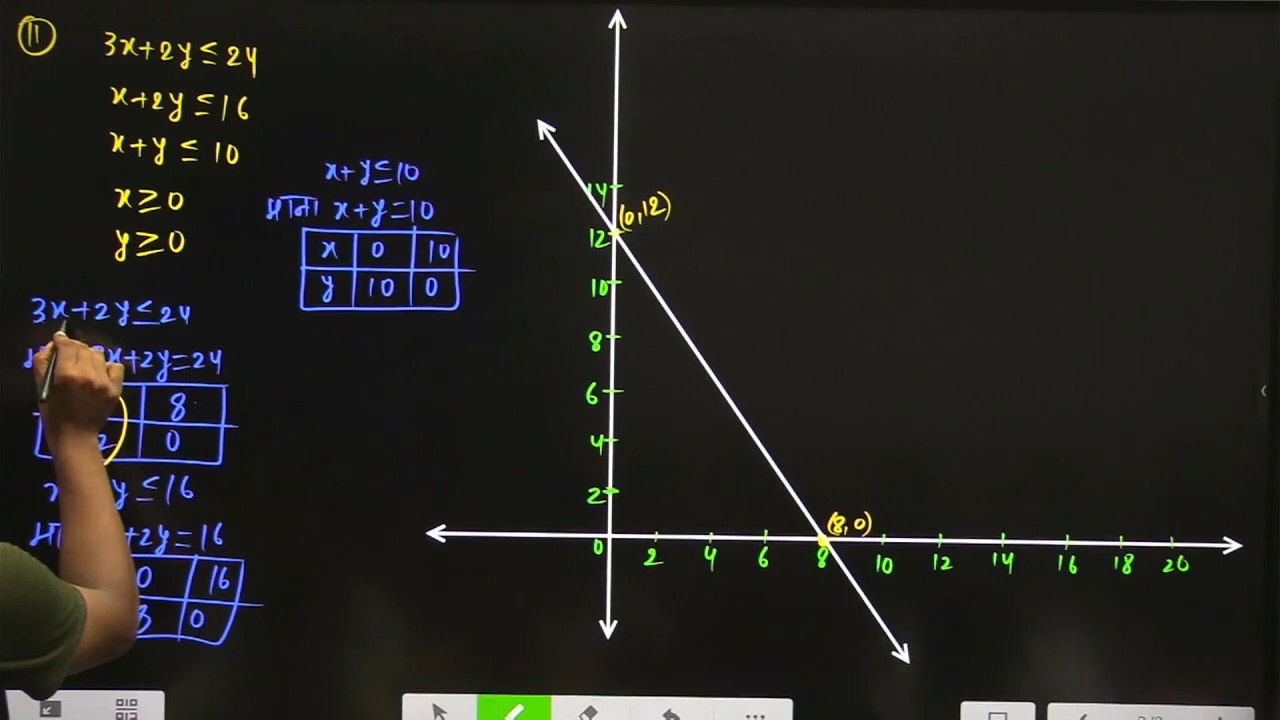 11
3x+2y≤24
x+2y≤16
x+y≤10
x≥0
y≥0
x+y≤10
माना x+y=10
x 0 10
y 10 0
3x+2y≤24
x+2y=24
8
0
y≤16
+2y=16
0 16
0
14
12
10
8
6
4
2
0 2 4 6 8 10 12 14 16 18 20
(0,12)
(8,0)